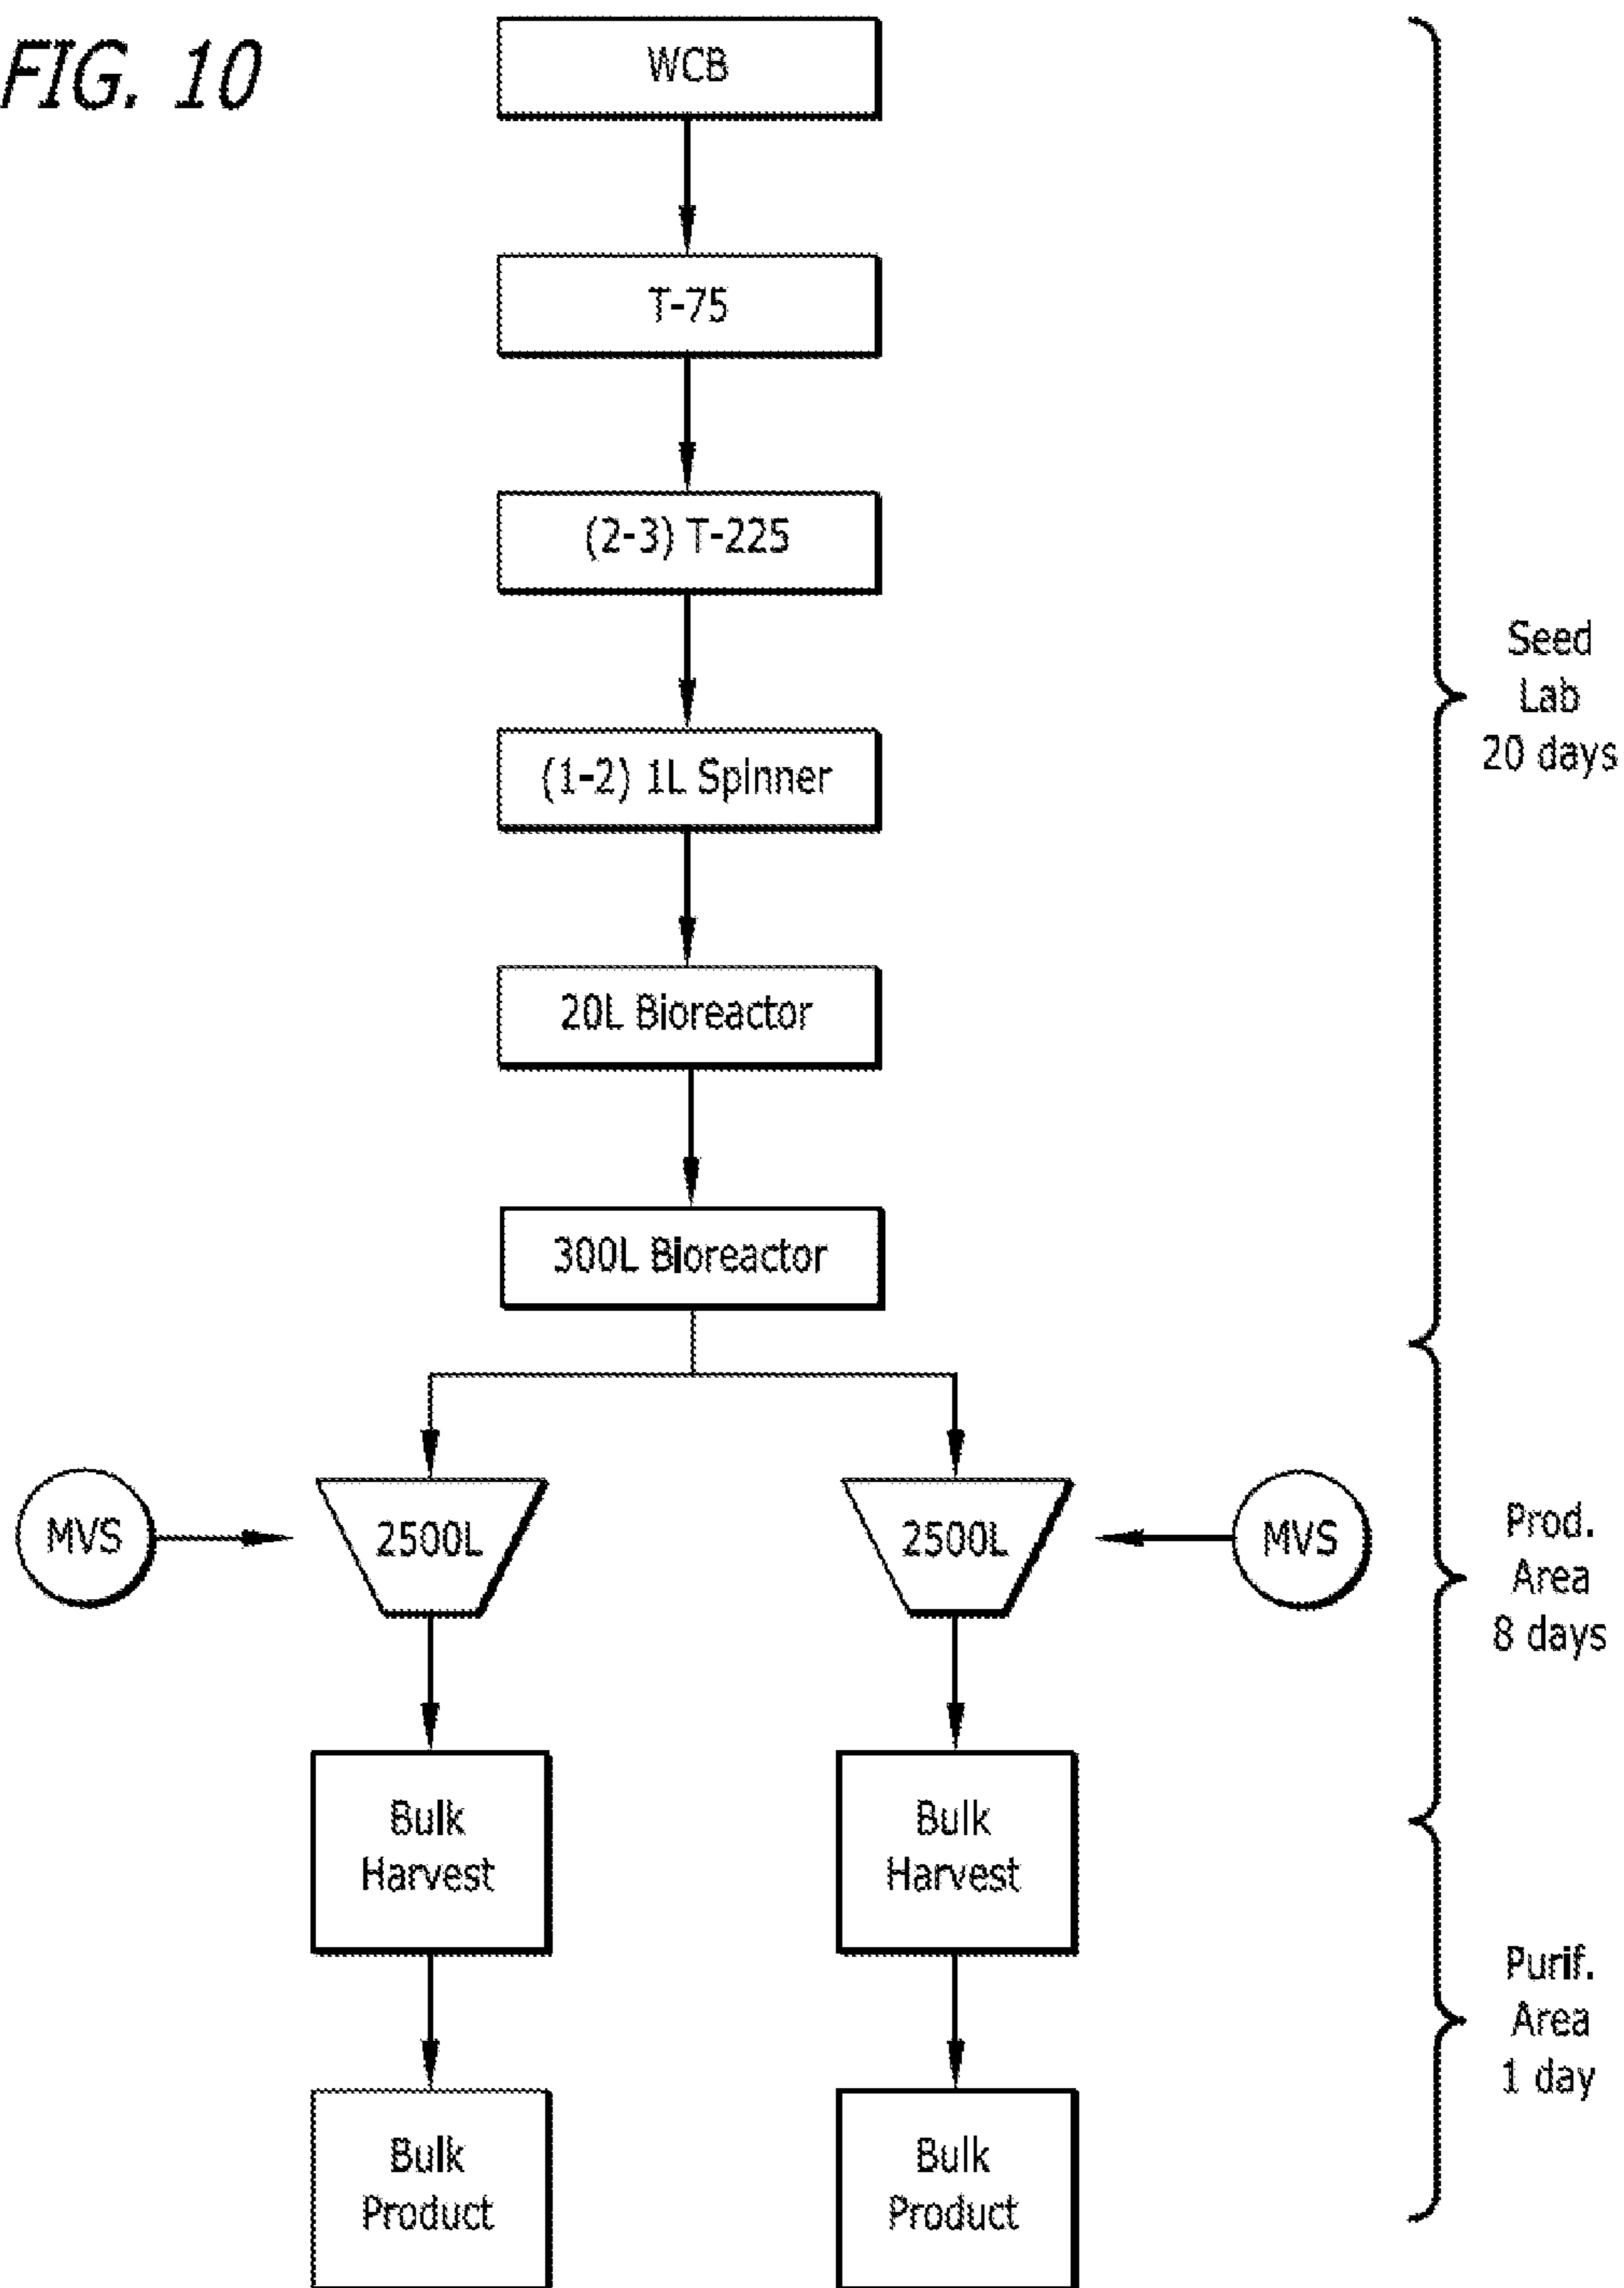 FIG. 10
WCB
T-75
(2-3) T-225
(1-2) 1L Spinner
20L Bioreactor
300L Bioreactor
Seed
Lab
20 days
MVS
2500L
2500L
MVS
Prod.
Area
8 days
Bulk
Harvest
Bulk
Harvest
Purif.
Area
1 day
Bulk
Product
Bulk
Product